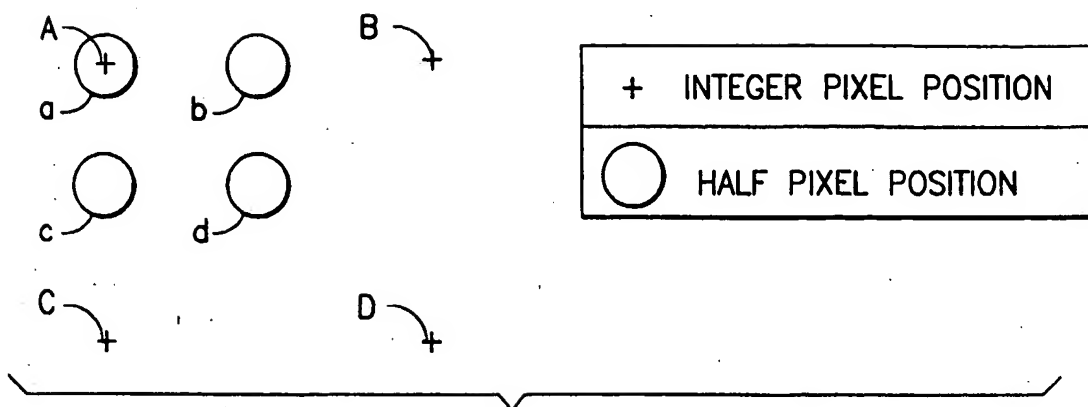 A B
+ INTEGER PIXEL POSITION
a b
HALF PIXEL POSITION
c d
C D